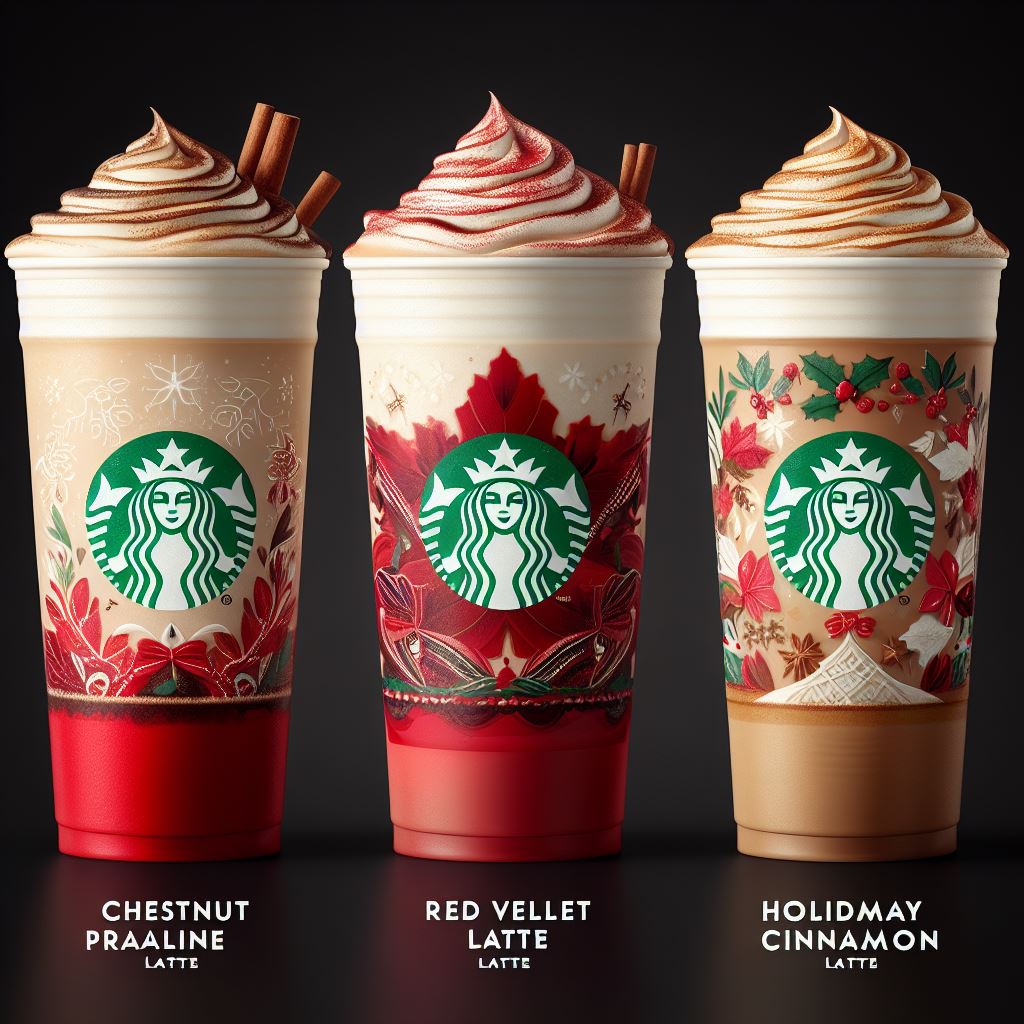 CHESTNUT
PRAALINE
LATTE
RED VELLET
LATTE
LATTE
HOLIDMAY
CINNAMON
LATTE